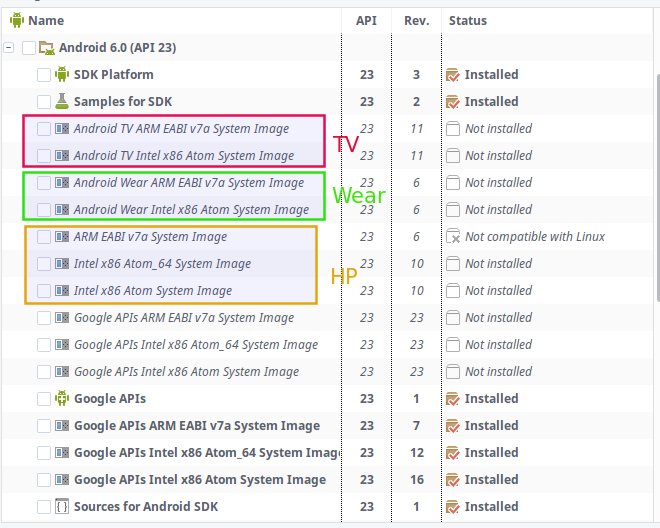 Name API Rev. Status
Android 6.0 (API 23)
SDK Platform 23 3 Installed
Samples for SDK 23 2 Installed
Android TV ARM EABI v7a System Image 23 11 Not installed
TV
Android TV Intel x86 Atom System Image 23 11 Not installed
Android Wear ARM EABI v7a System Image 23 6 Not installed
Wear
Android Wear Intel x86 Atom System Image 23 6 Not installed
ARM EABI v7a System Image 23 6 Not compatible with Linux
Intel x86 Atom_64 System Image 23 10 Not installed
HP
Intel x86 Atom System Image 23 10 Not installed
Google APIs ARM EABI v7a System Image 23 23 Not installed
Google APIs Intel x86 Atom_64 System Image 23 23 Not installed
Google APIs Intel x86 Atom System Image 23 23 Not installed
Google APIs 23 1 Installed
Google APIs ARM EABI v7a System Image 23 7 Installed
Google APIs Intel x86 Atom_64 System Image 23 12 Installed
Google APIs Intel x86 Atom System Image 23 16 Installed
Sources for Android SDK 23 1 Installed